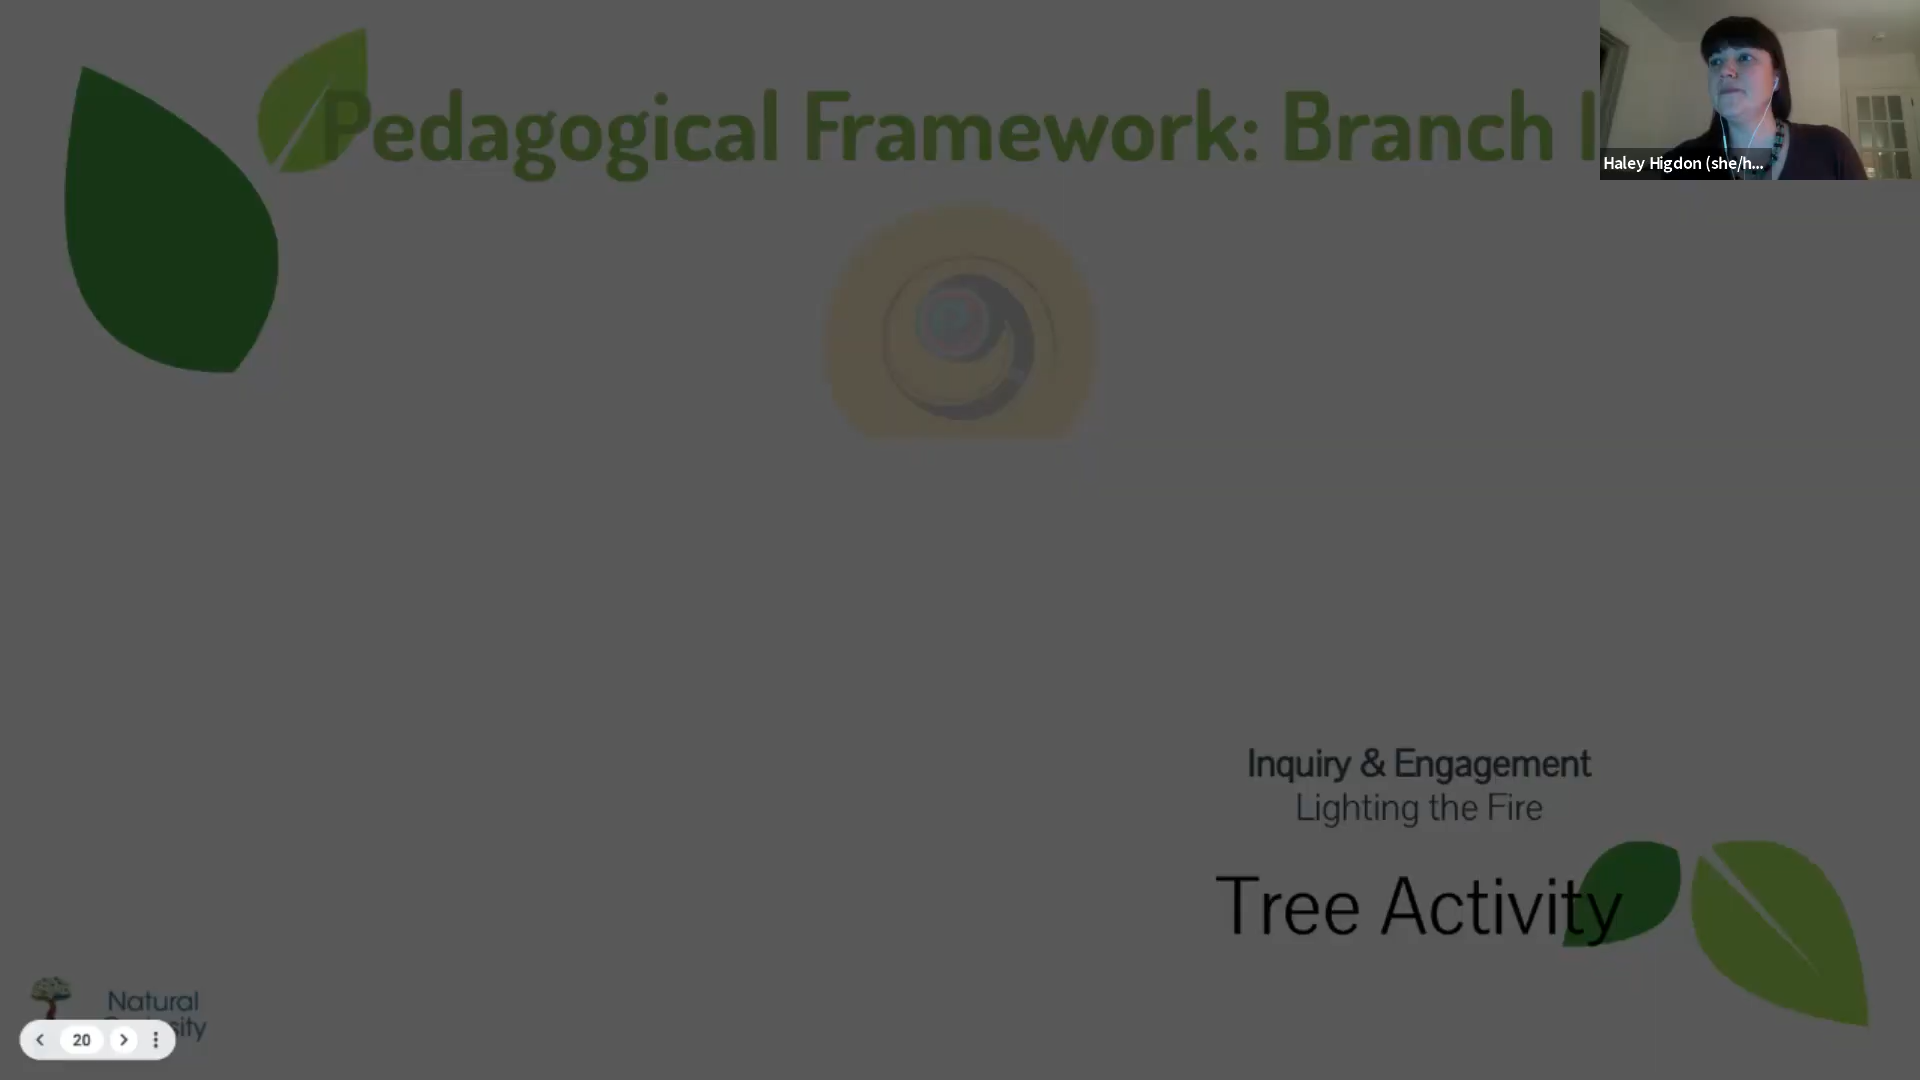 Pedagogical Framework: Branch I
Haley Higdon (she/h...
Inquiry & Engagement
Lighting the Fire
Tree Activity
Natural
20